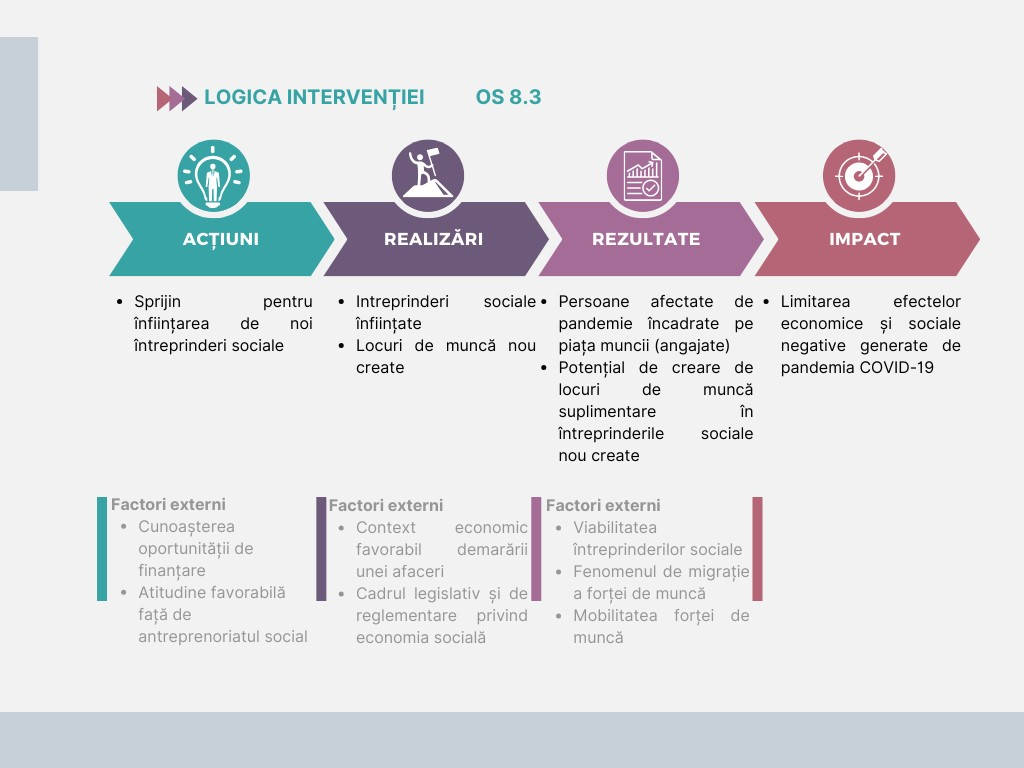 LOGICA INTERVENȚIEI OS 8.3
ACȚIUNI
REALIZĂRI
REZULTATE
IMPACT
• Sprijin pentru
înființarea de noi
întreprinderi sociale
• Intreprinderi sociale
înființate
• Locuri de muncă nou
create
• Persoane afectate de
pandemie încadrate pe
piața muncii (angajate)
• Potențial de creare de
locuri de muncă
suplimentare în
întreprinderile sociale
nou create
• Limitarea efectelor
economice și sociale
negative generate de
pandemia COVID-19
Factori externi
• Cunoașterea
oportunității de
finanțare
• Atitudine favorabilă
față de
antreprenoriatul social
Factori externi
• Context economic
favorabil demarării
unei afaceri
• Cadrul legislativ și de
reglementare privind
economia socială
Factori externi
• Viabilitatea
întreprinderilor sociale
• Fenomenul de migrație
a forței de muncă
• Mobilitatea forței de
muncă